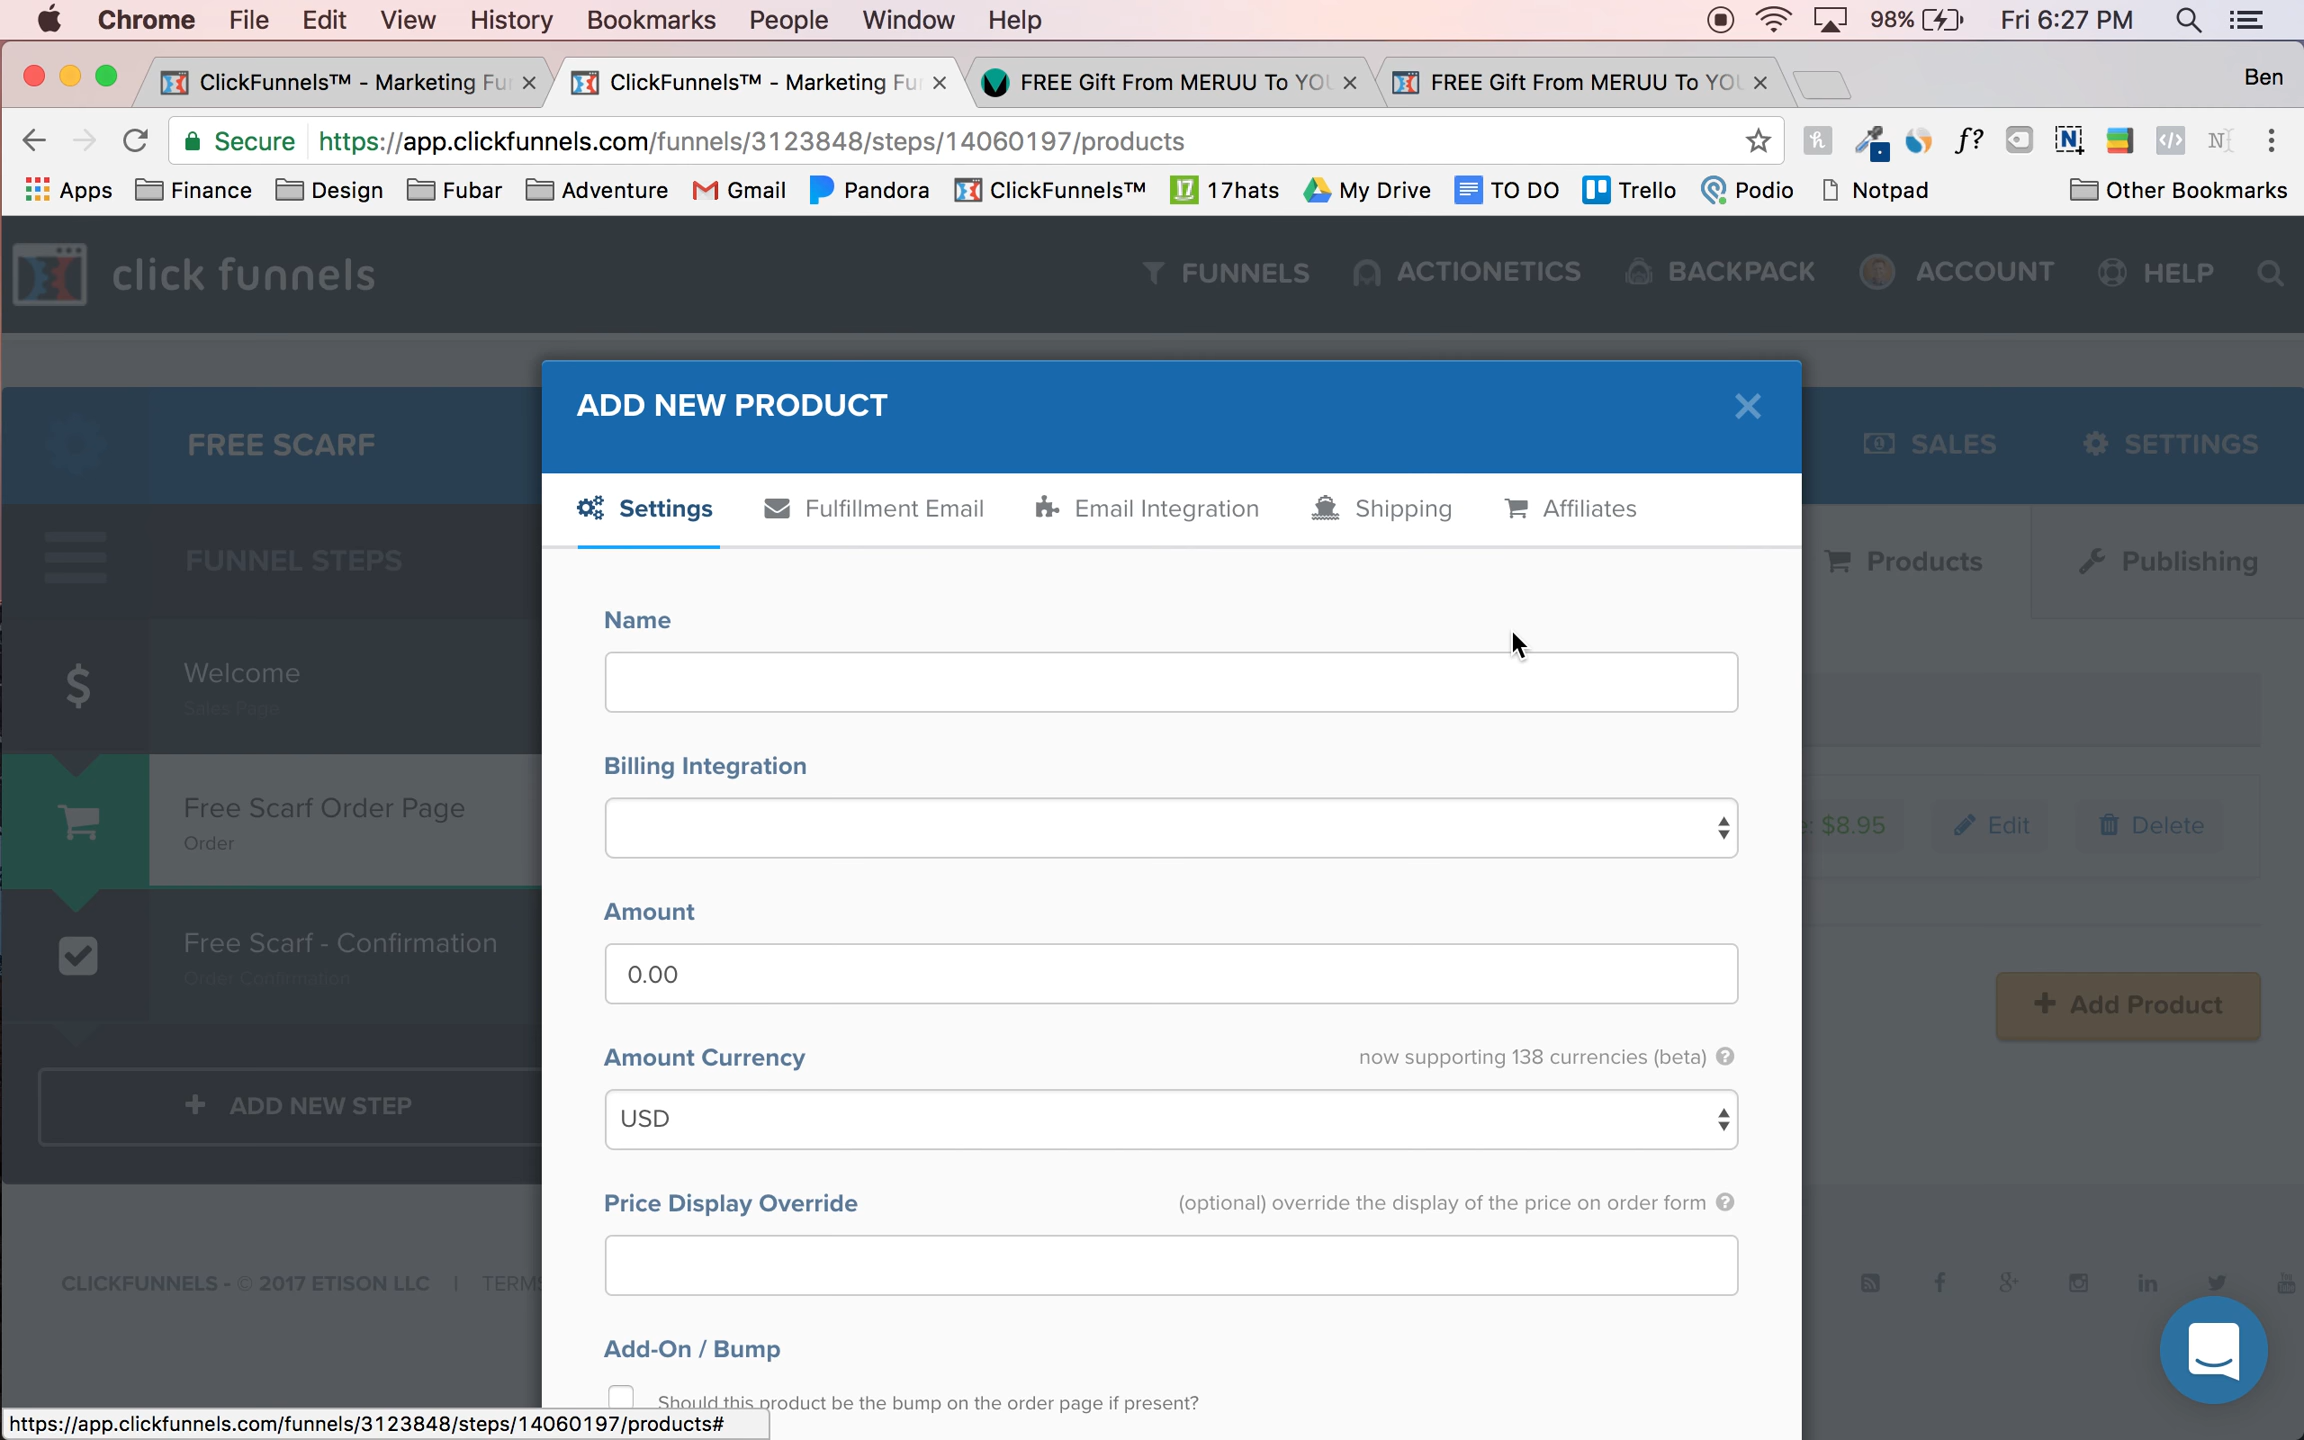 Chrome File Edit View History Bookmarks People Window Help 98% Fri 6:27 PM
ClickFunnels™ - Marketing Fu ClickFunnels™ - Marketing Fu FREE Gift From MERUU To YOU FREE Gift From MERUU To YOU Ben
Secure https://app.clickfunnels.com/funnels/3123848/steps/14060197/products
Apps Finance Design Fubar Adventure Gmail Pandora ClickFunnels™ 17hats My Drive TO DO Trello Podio Notpad Other Bookmarks
click funnels FUNNELS ACTIONETICS BACKPACK ACCOUNT HELP
ADD NEW PRODUCT
FREE SCARF SALES SETTINGS
Settings Fulfillment Email Email Integration Shipping Affiliates
FUNNEL STEPS Products Publishing
Name
Welcome
Sales Page
Billing Integration
Free Scarf Order Page
Order
e: $8.95 Edit Delete
Amount
Free Scarf - Confirmation
Order Confirmation
0.00
+ Add Product
Amount Currency now supporting 138 currencies (beta)
+ ADD NEW STEP
USD
Price Display Override (optional) override the display of the price on order form
CLICKFUNNELS - © 2017 ETISON LLC | TERMS
Add-On / Bump
Should this product be the bump on the order page if present?
https://app.clickfunnels.com/funnels/3123848/steps/14060197/products#